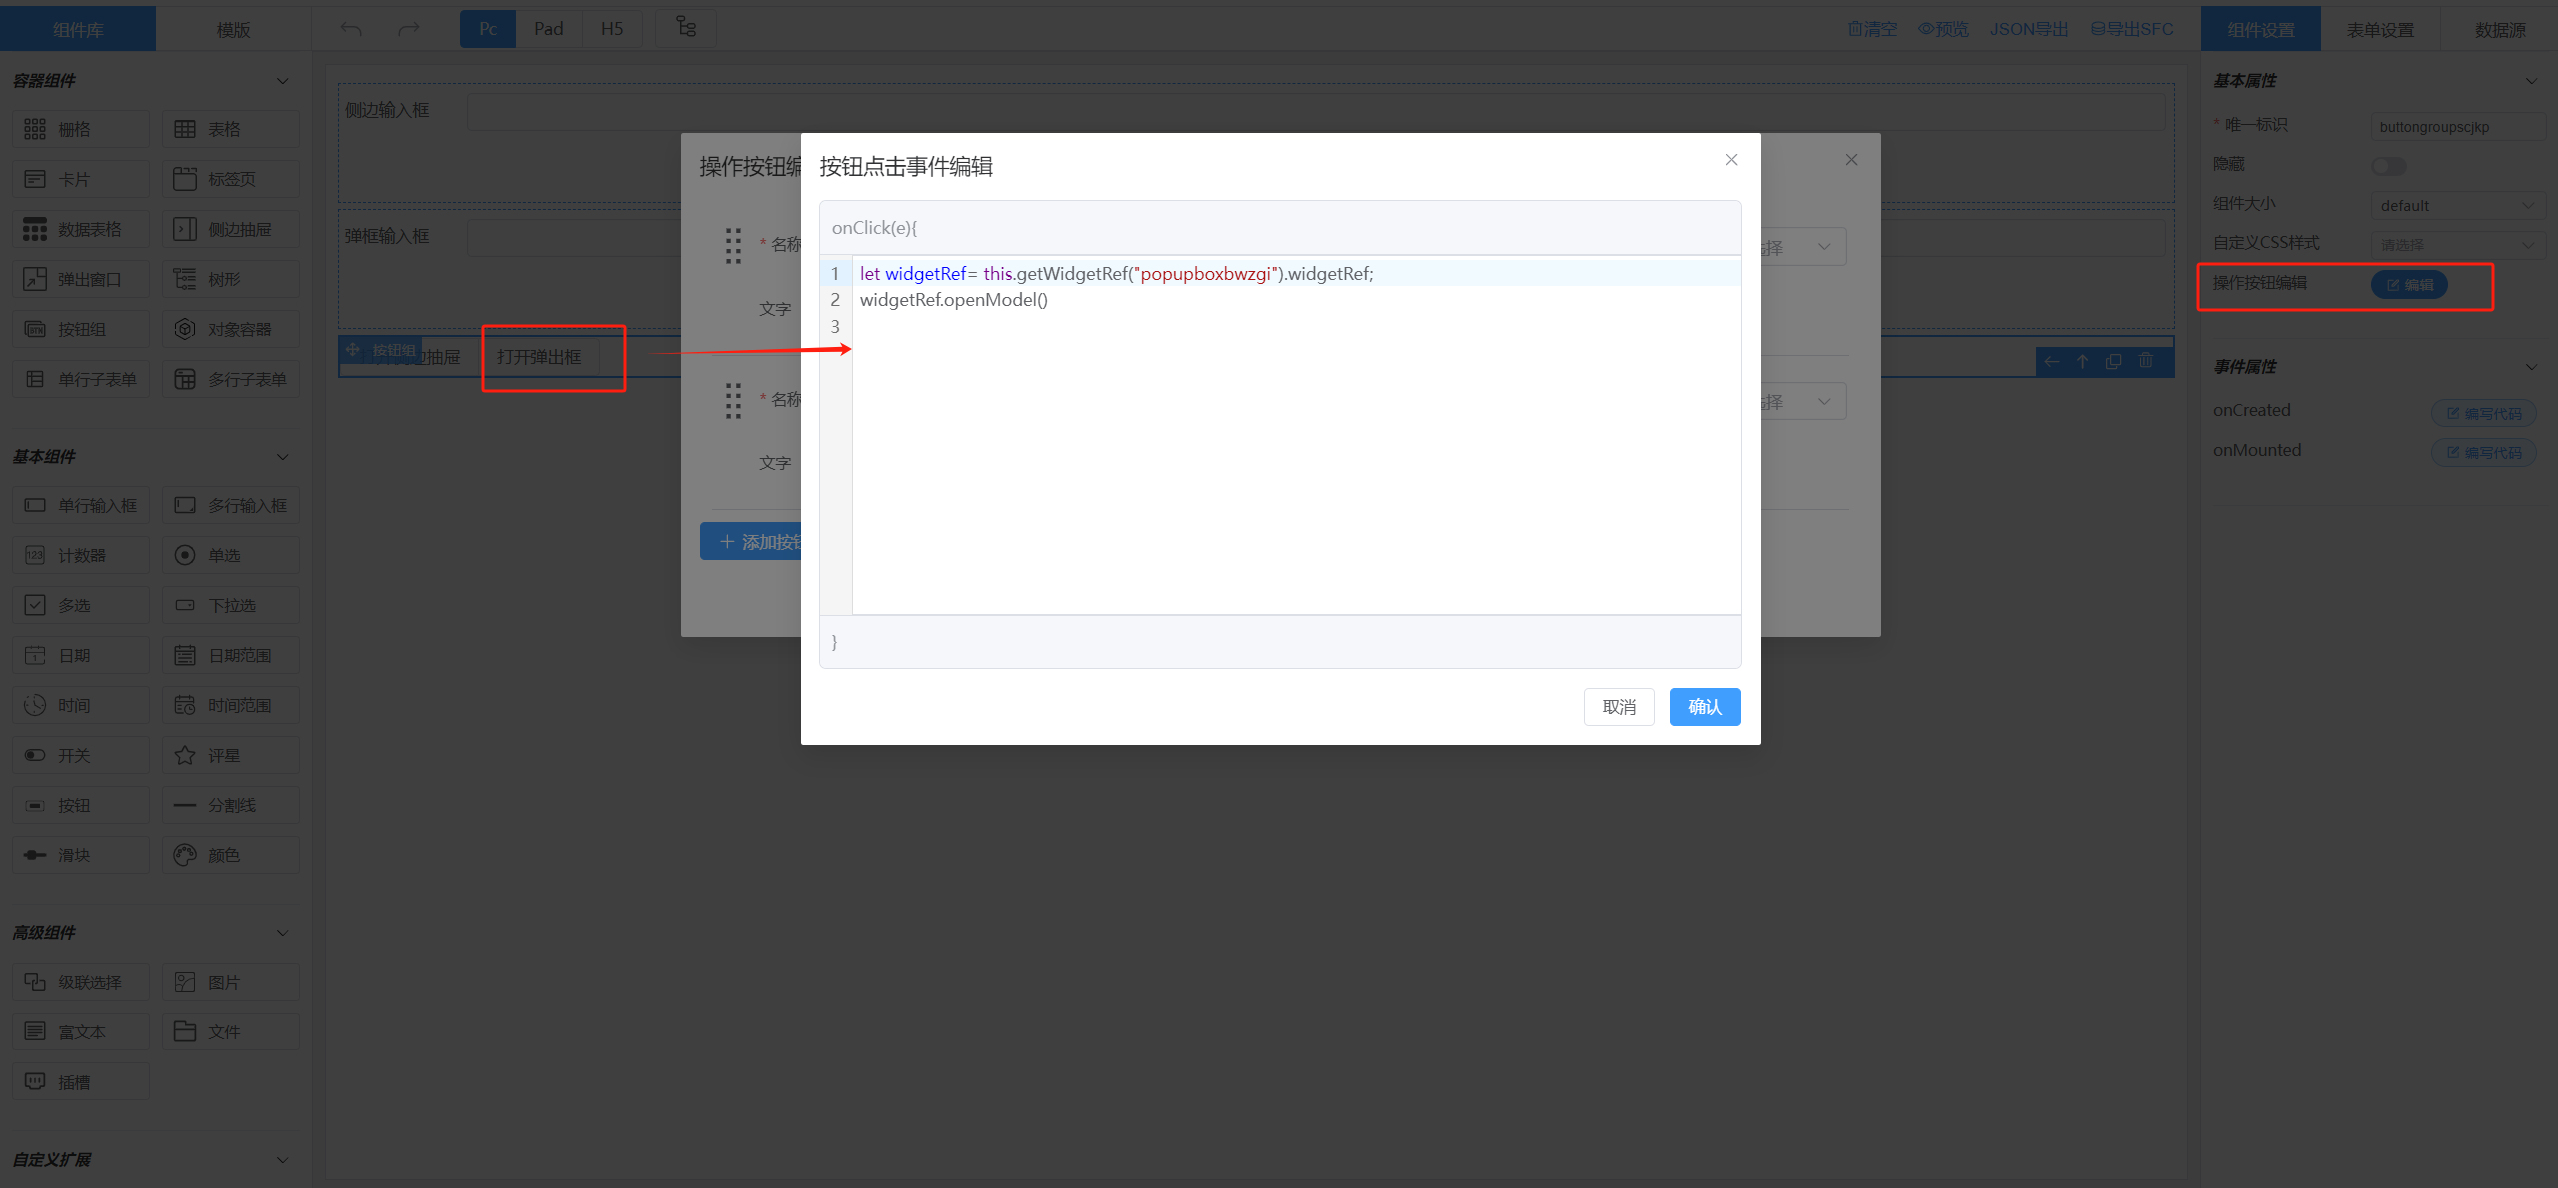 组件库
模版
Pc
Pad
H5
清空
预览
JSON导出
导出SFC
组件设置
表单设置
数据源
容器组件
栅格
表格
卡片
标签页
数据表格
侧边抽屉
弹出窗口
树形
按钮组
对象容器
单行子表单
多行子表单
基本组件
单行输入框
多行输入框
计数器
单选
多选
下拉选
日期
日期范围
时间
时间范围
开关
评星
按钮
分割线
滑块
颜色
高级组件
级联选择
图片
富文本
文件
插槽
自定义扩展
侧边输入框
弹框输入框
按钮组
边抽屉
打开弹出框
操作按钮编
* 名称
择
文字
* 名称
择
文字
添加按钮
按钮点击事件编辑
onClick(e){
1 let widgetRef= this.getWidgetRef("popupboxbwzgi").widgetRef;
2 widgetRef.openModel()
3
}
取消
确认
基本属性
* 唯一标识
buttongroupscjkp
隐藏
组件大小
default
自定义CSS样式
请选择
操作按钮编辑
编辑
事件属性
onCreated
编写代码
onMounted
编写代码